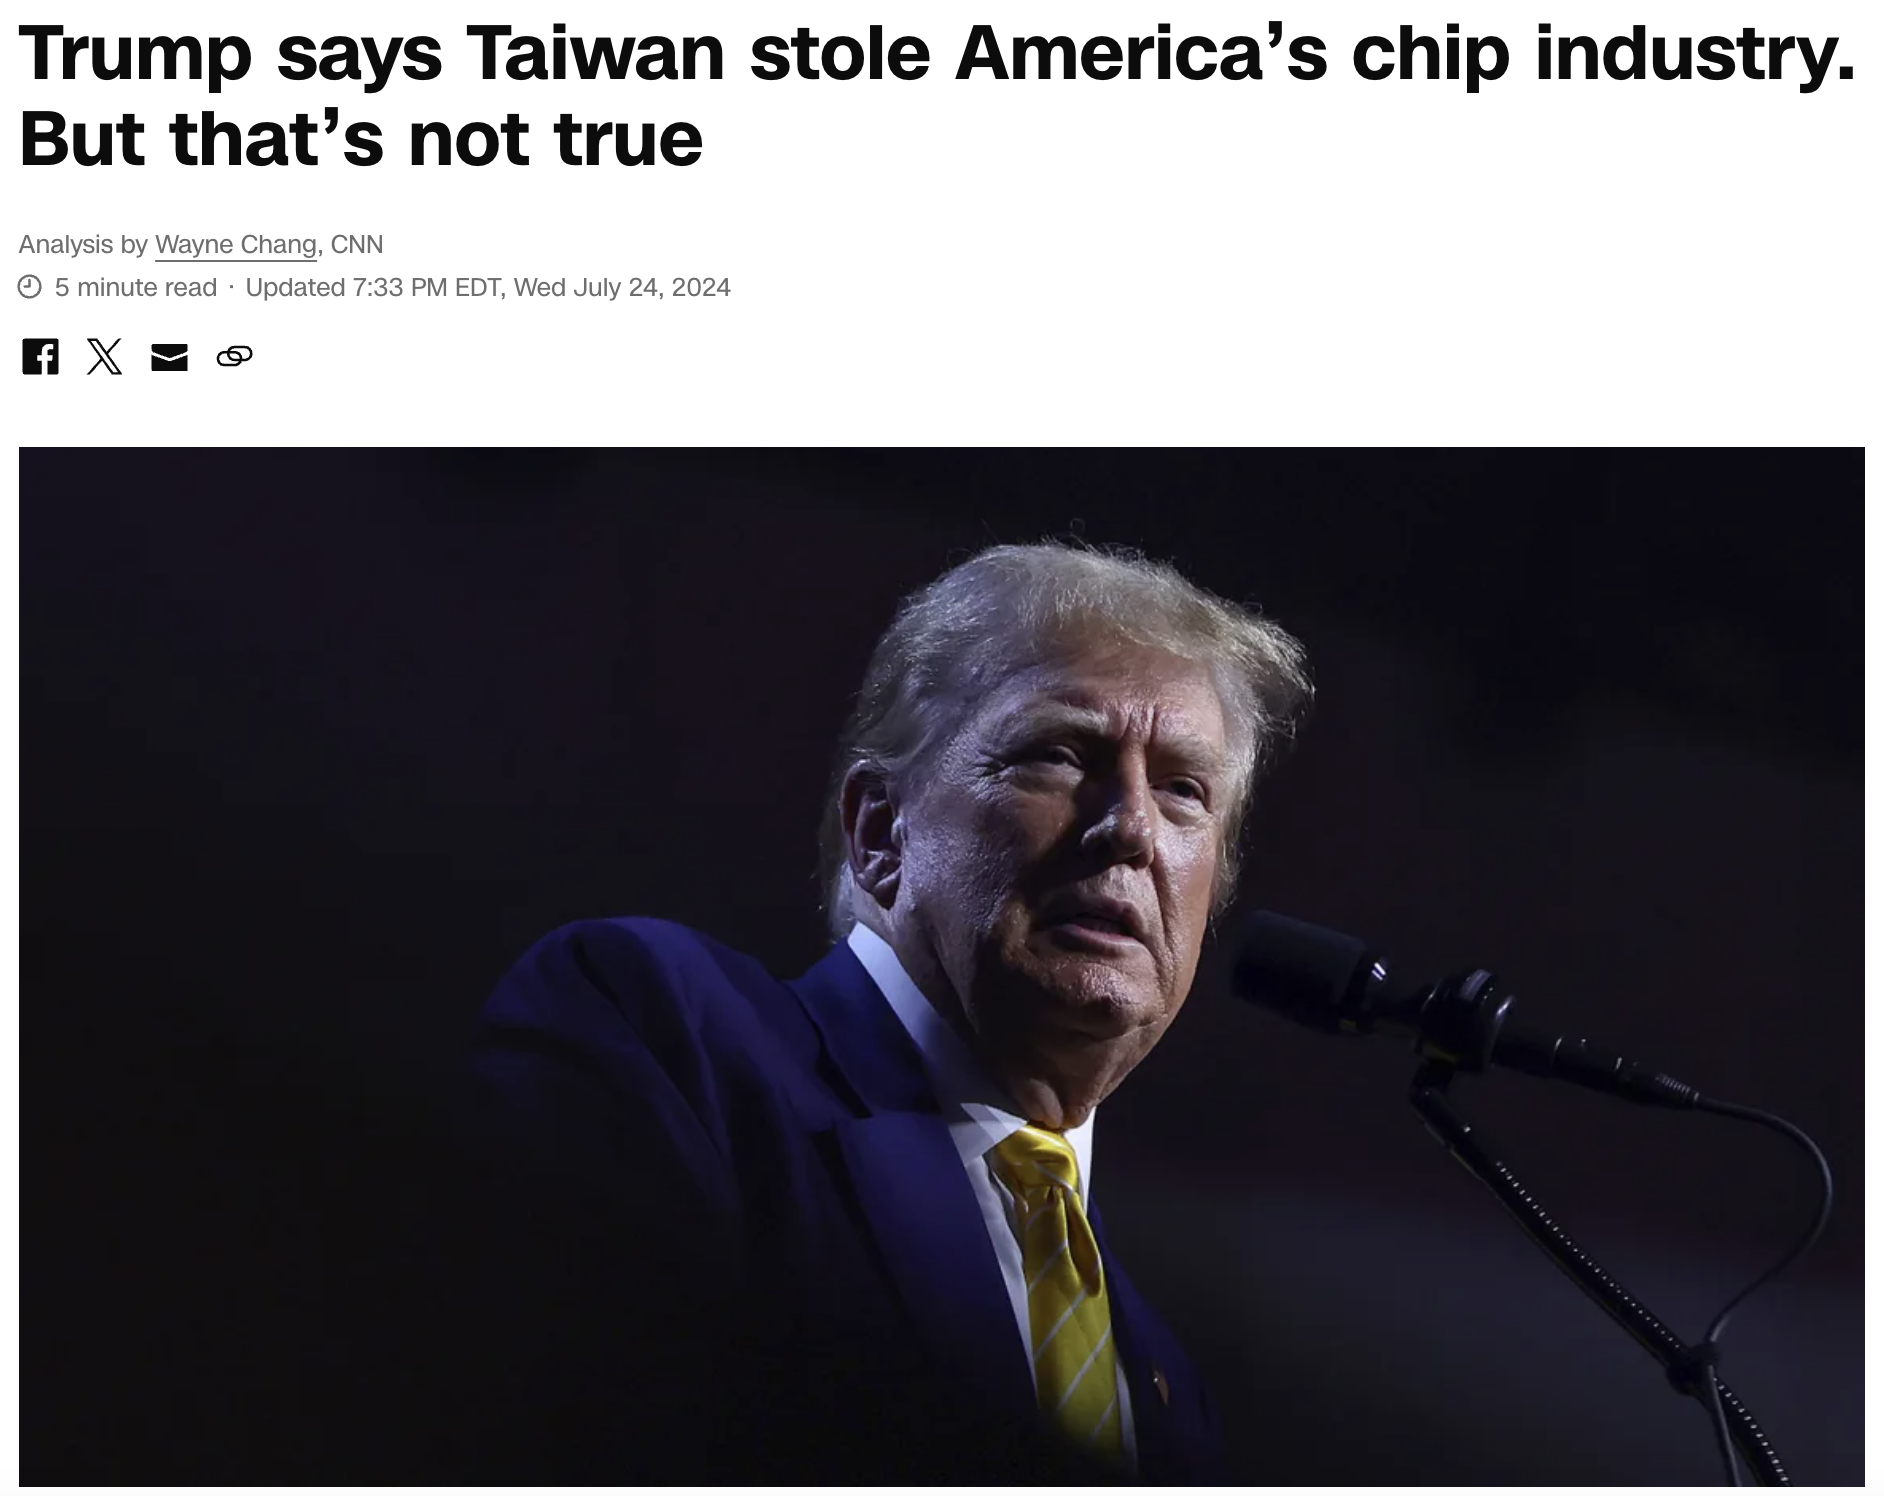 Trump says Taiwan stole America’s chip industry.
But that’s not true
Analysis by Wayne Chang, CNN
5 minute read · Updated 7:33 PM EDT, Wed July 24, 2024